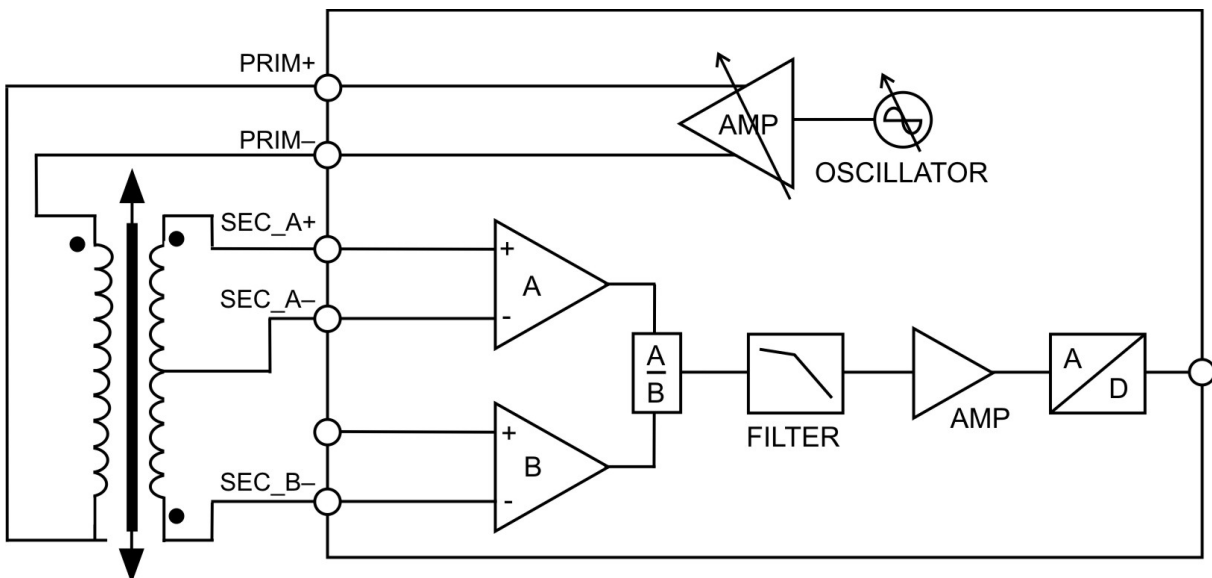 PRIM+
AMP
PRIM–
OSCILLATOR
SEC_A+
+
A
SEC_A–
-
A
B
A
D
+
FILTER
AMP
B
SEC_B–
-